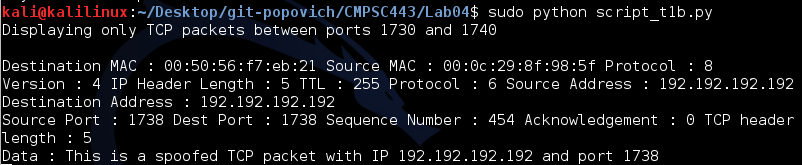 kali@kalilinux:~/Desktop/git-popovich/CMPSC443/Lab04$ sudo python script_t1b.py
Displaying only TCP packets between ports 1730 and 1740
Destination MAC : 00:50:56:f7:eb:21 Source MAC : 00:0c:29:8f:98:5f Protocol : 8
Version : 4 IP Header Length : 5 TTL : 255 Protocol : 6 Source Address : 192.192.192.192
Destination Address : 192.192.192.192
Source Port : 1738 Dest Port : 1738 Sequence Number : 454 Acknowledgement : 0 TCP header
length : 5
Data : This is a spoofed TCP packet with IP 192.192.192.192 and port 1738